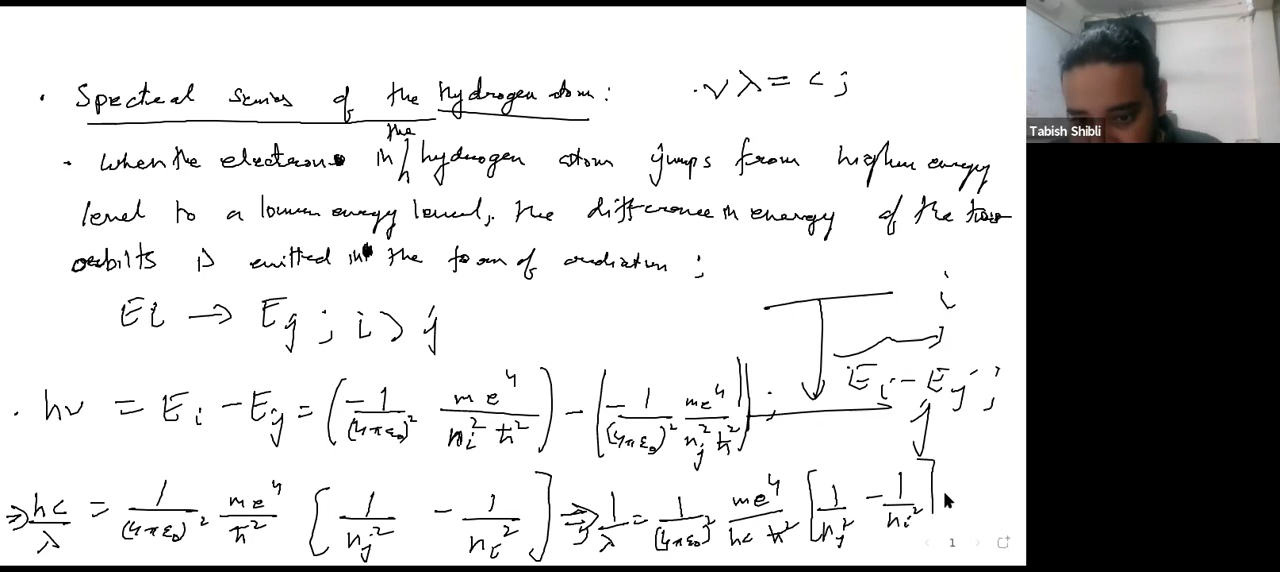 . Spectral series of the hydrogen atom: νλ = c ;
. When the electron in the hydrogen atom jumps from higher energy
level to a lower energy level, the difference in energy of the two
orbits is emitted in the form of radiation ;
Ei → Ej ; i > j
i
Ei - Ej ;
j
. hν = Ei - Ej = (-1/(4πε₀)² me⁴/nᵢ²ħ²) - (-1/(4πε₀)² me⁴/nⱼ²ħ²) ;
⇒ hc/λ = 1/(4πε₀)² me⁴/ħ² [1/nⱼ² - 1/nᵢ²] ⇒ 1/λ = 1/(4πε₀)² me⁴/hc ħ² [1/nⱼ² - 1/nᵢ²]
Tabish Shibli
1